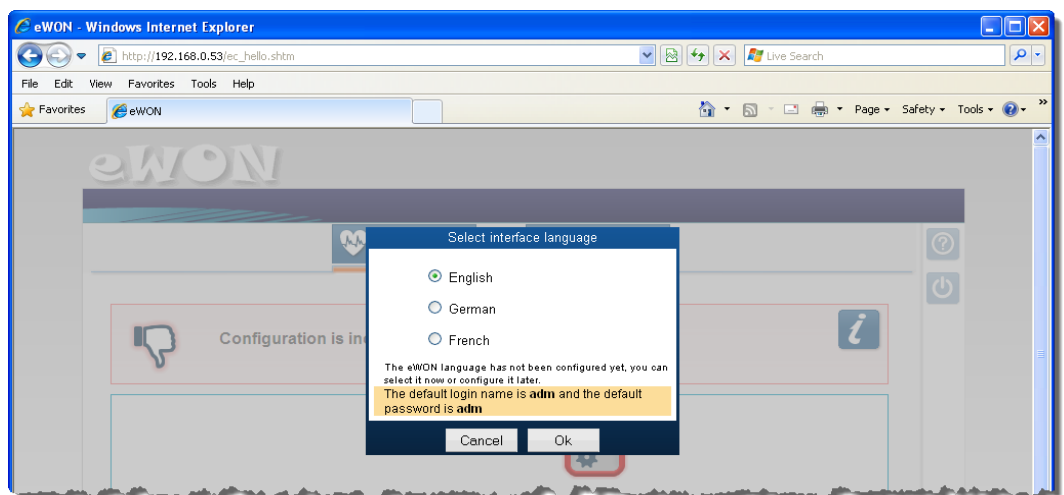 eWON - Windows Internet Explorer
http://192.168.0.53/ec_hello.shtm
Live Search
File Edit View Favorites Tools Help
Favorites eWON Page Safety Tools »
eWON
Select interface language
English
German
Configuration is in
French
The eWON language has not been configured yet, you can
select it now or configure it later.
The default login name is adm and the default
password is adm
Cancel Ok